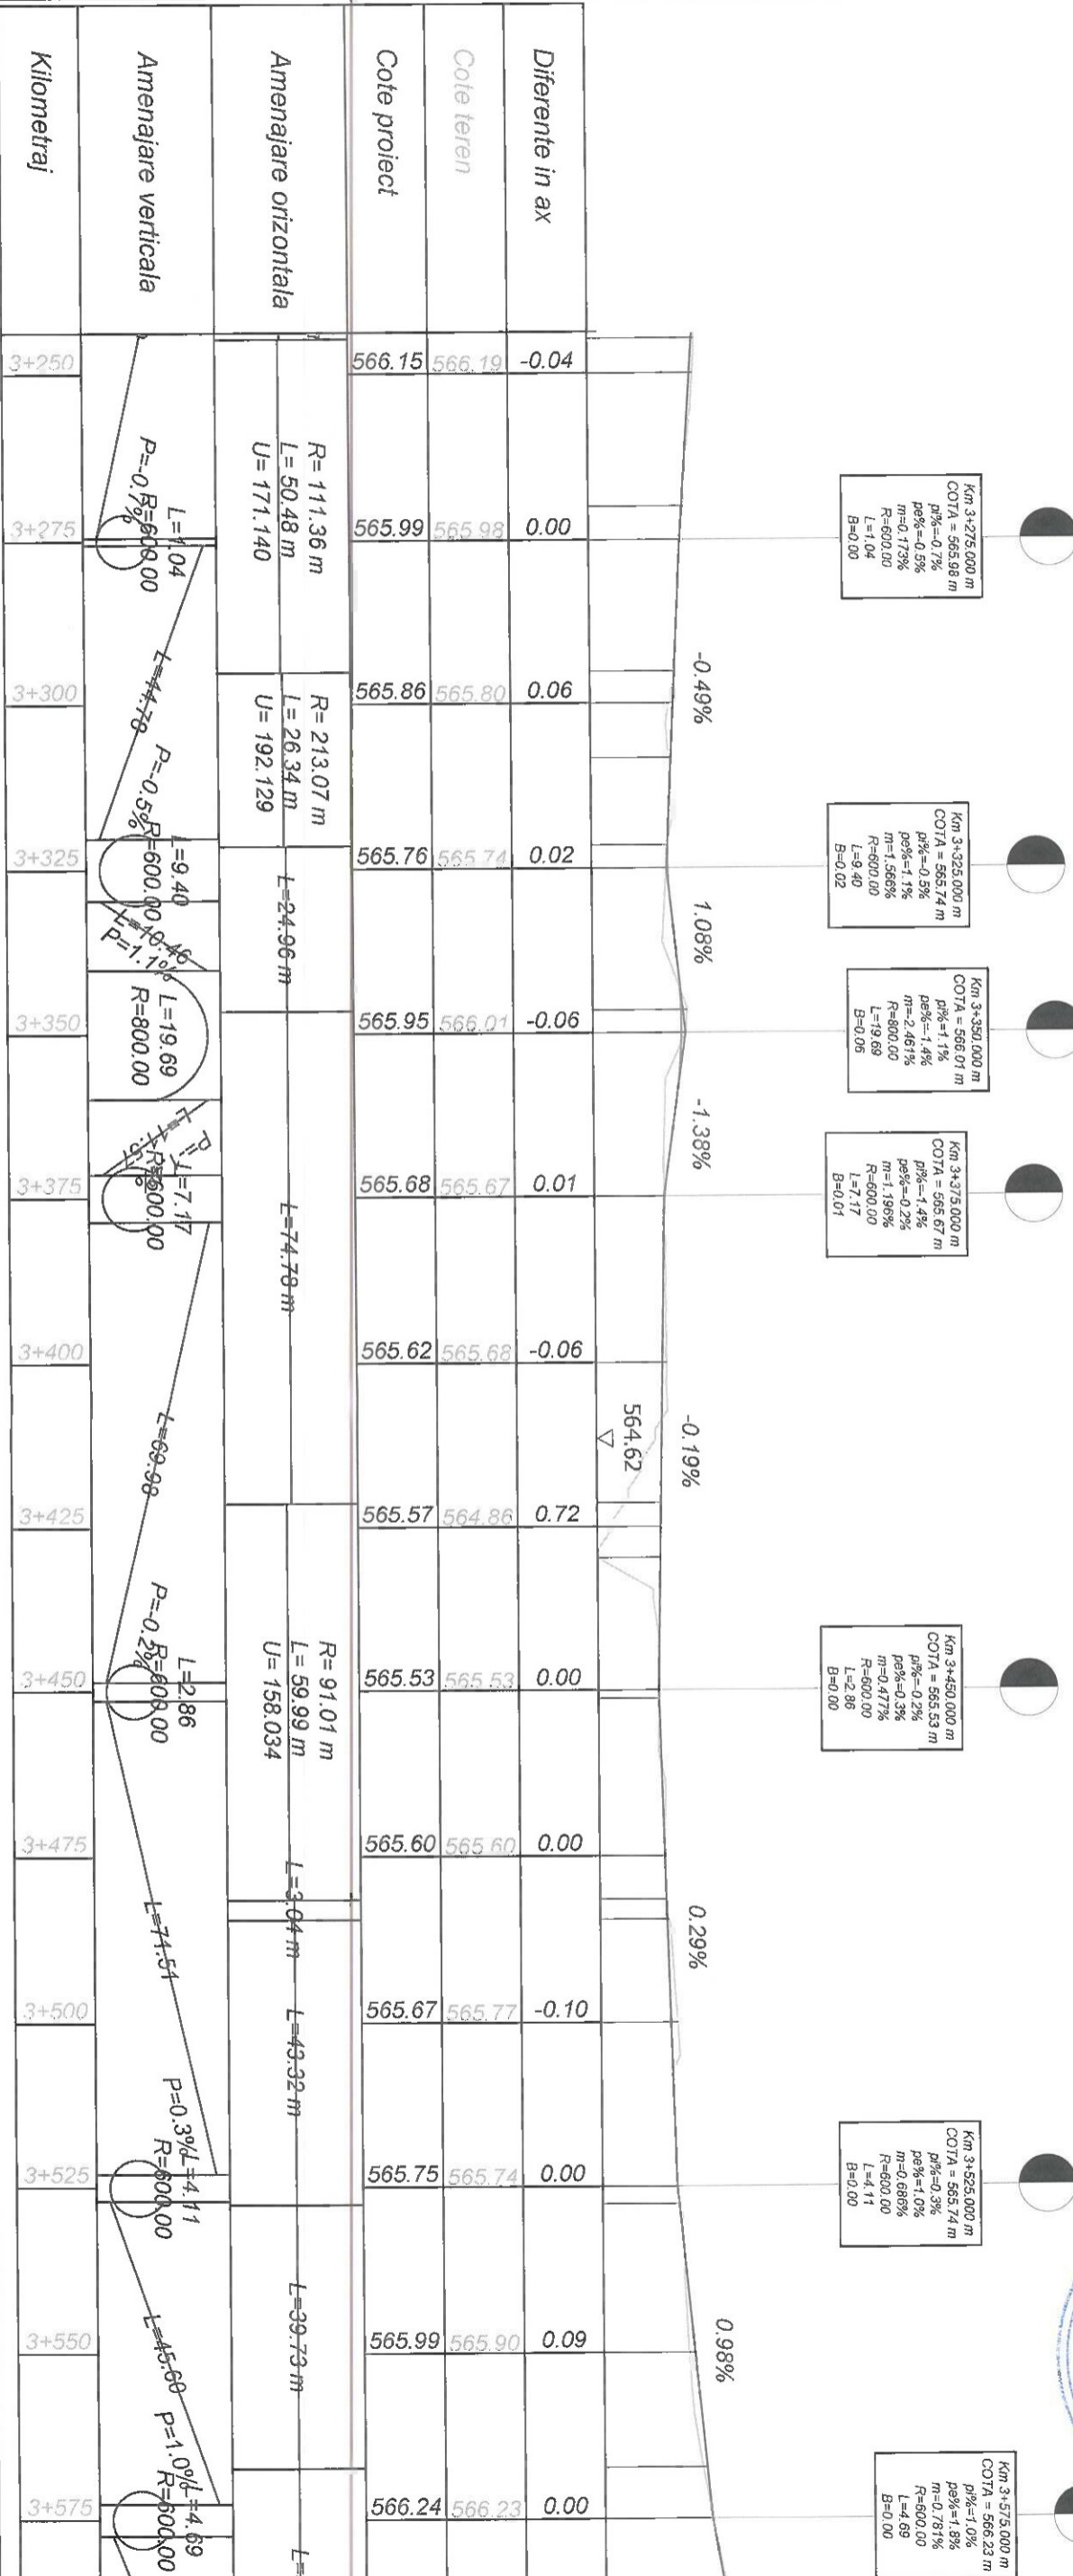 Km 3+275.000 m
COTA = 565.98 m
pi%=-0.7%
pe%=-0.5%
m=0.173%
R=600.00
L=1.04
B=0.00
Km 3+325.000 m
COTA = 565.74 m
pi%=-0.5%
pe%=1.1%
m=1.566%
R=600.00
L=9.40
B=0.02
Km 3+350.000 m
COTA = 566.01 m
pi%=1.1%
pe%=-1.4%
m=-2.461%
R=800.00
L=19.69
B=0.06
Km 3+375.000 m
COTA = 565.67 m
pi%=-1.4%
pe%=-0.2%
m=1.196%
R=600.00
L=7.17
B=0.01
Km 3+450.000 m
COTA = 565.53 m
pi%=-0.2%
pe%=0.3%
m=0.477%
R=600.00
L=2.86
B=0.00
Km 3+525.000 m
COTA = 565.74 m
pi%=0.3%
pe%=1.0%
m=0.686%
R=600.00
L=4.11
B=0.00
Km 3+575.000 m
COTA = 566.23 m
pi%=1.0%
pe%=1.8%
m=0.781%
R=600.00
L=4.69
B=0.00
-0.49%
1.08%
-1.38%
-0.19%
0.29%
0.98%
564.62
Diferente in ax
-0.04 0.00 0.06 0.02 -0.06 0.01 -0.06 0.72 0.00 0.00 -0.10 0.00 0.09 0.00
Cote teren
566.19 565.98 565.80 565.74 566.01 565.67 565.68 564.86 565.53 565.60 565.77 565.74 565.90 566.23
Cote proiect
566.15 565.99 565.86 565.76 565.95 565.68 565.62 565.57 565.53 565.60 565.67 565.75 565.99 566.24
Amenajare orizontala
R= 111.36 m
L= 50.48 m
U= 171.140
R= 213.07 m
L= 26.34 m
U= 192.129
L=24.96 m
L=74.78 m
R= 91.01 m
L= 59.99 m
U= 158.034
L=3.04 m
L=43.32 m
L=39.73 m
L=
Amenajare verticala
P=-0.7%
L=1.04
R=600.00
L=44.78
P=-0.5%
L=9.40
R=600.00
L=10.46
P=1.1%
L=19.69
R=800.00
L=7.17
R=600.00
L=69.98
P=-0.2%
L=2.86
R=600.00
L=71.51
P=0.3%
L=4.11
R=600.00
L=45.60
P=1.0%
L=4.69
R=600.00
Kilometraj
3+250 3+275 3+300 3+325 3+350 3+375 3+400 3+425 3+450 3+475 3+500 3+525 3+550 3+575